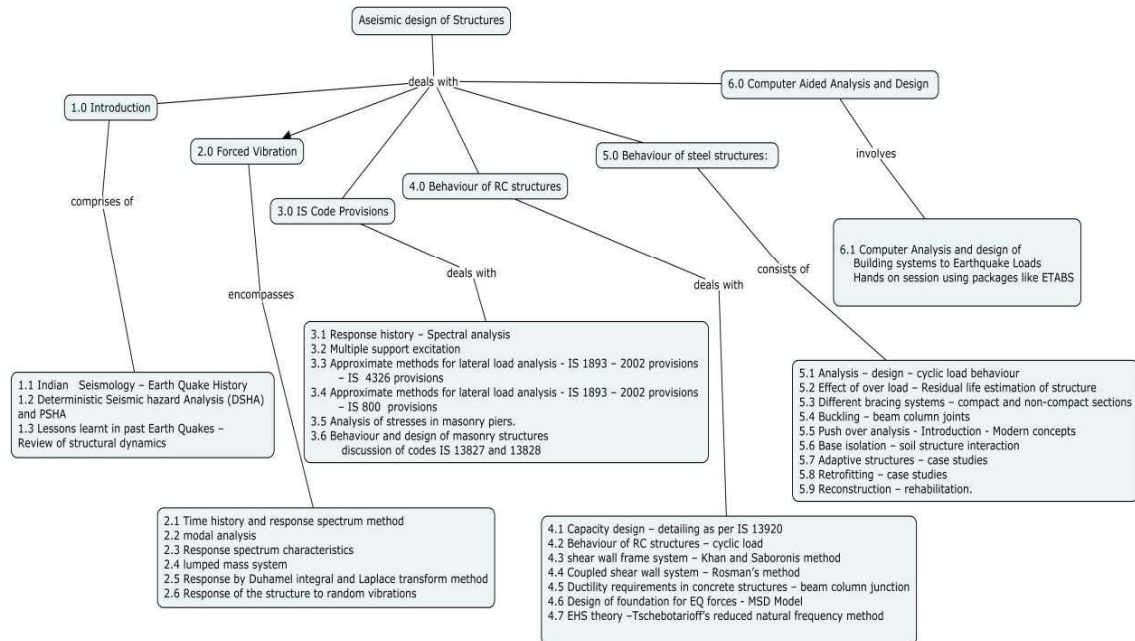 Aseismic design of Structures
deals with
6.0 Computer Aided Analysis and Design
1.0 Introduction
2.0 Forced Vibration
5.0 Behaviour of steel structures:
involves
4.0 Behaviour of RC structures
comprises of
3.0 IS Code Provisions
6.1 Computer Analysis and design of
Building systems to Earthquake Loads
Hands on session using packages like ETABS
deals with
consists of
deals with
encompasses
3.1 Response history – Spectral analysis
3.2 Multiple support excitation
3.3 Approximate methods for lateral load analysis - IS 1893 – 2002 provisions
– IS 4326 provisions
3.4 Approximate methods for lateral load analysis - IS 1893 – 2002 provisions
– IS 800 provisions
3.5 Analysis of stresses in masonry piers.
3.6 Behaviour and design of masonry structures
discussion of codes IS 13827 and 13828
1.1 Indian Seismology – Earth Quake History
1.2 Deterministic Seismic hazard Analysis (DSHA)
and PSHA
1.3 Lessons learnt in past Earth Quakes –
Review of structural dynamics
5.1 Analysis – design – cyclic load behaviour
5.2 Effect of over load – Residual life estimation of structure
5.3 Different bracing systems – compact and non-compact sections
5.4 Buckling – beam column joints
5.5 Push over analysis - Introduction - Modern concepts
5.6 Base isolation – soil structure interaction
5.7 Adaptive structures – case studies
5.8 Retrofitting – case studies
5.9 Reconstruction – rehabilitation.
2.1 Time history and response spectrum method
2.2 modal analysis
2.3 Response spectrum characteristics
2.4 lumped mass system
2.5 Response by Duhamel integral and Laplace transform method
2.6 Response of the structure to random vibrations
4.1 Capacity design – detailing as per IS 13920
4.2 Behaviour of RC structures – cyclic load
4.3 shear wall frame system – Khan and Saboronis method
4.4 Coupled shear wall system – Rosman's method
4.5 Ductility requirements in concrete structures – beam column junction
4.6 Design of foundation for EQ forces - MSD Model
4.7 EHS theory –Tschebotarioff's reduced natural frequency method